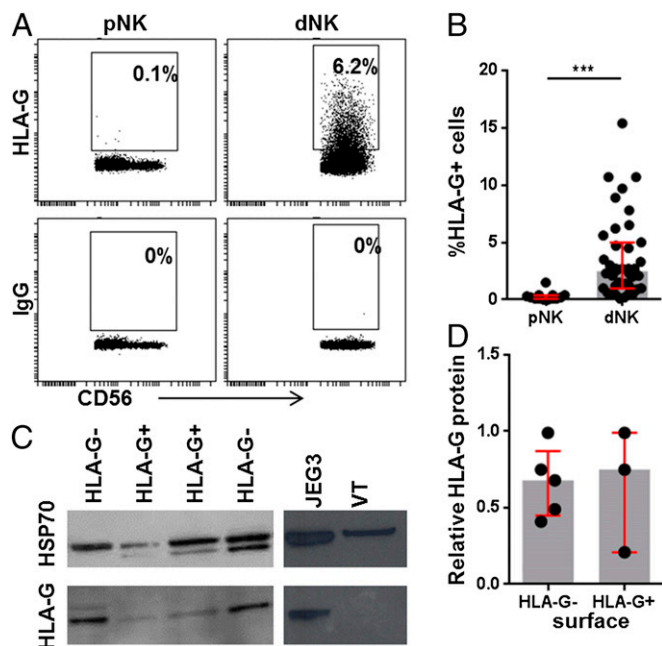 A
pNK
dNK
HLA-G
0.1%
6.2%
IgG
0%
0%
CD56
B
***
%HLA-G+ cells
20
15
10
5
0
pNK
dNK
C
HLA-G-
HLA-G+
HLA-G+
HLA-G-
JEG3
VT
HSP70
HLA-G
D
Relative HLA-G protein
1.5
1.0
0.5
0.0
HLA-G-
HLA-G+
surface